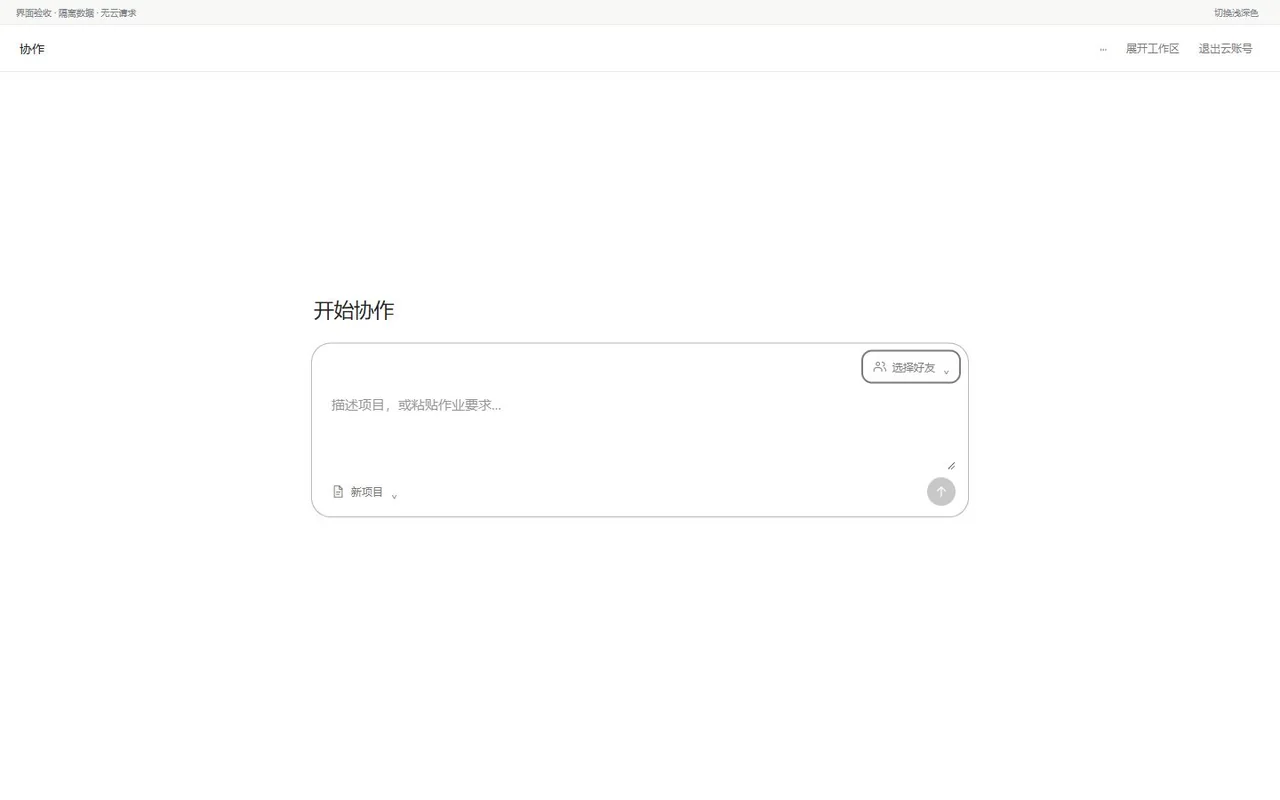 界面验收 · 隔离数据 · 无云请求
切换浅深色
协作
...
展开工作区
退出云账号
开始协作
选择好友
描述项目，或粘贴作业要求...
新项目